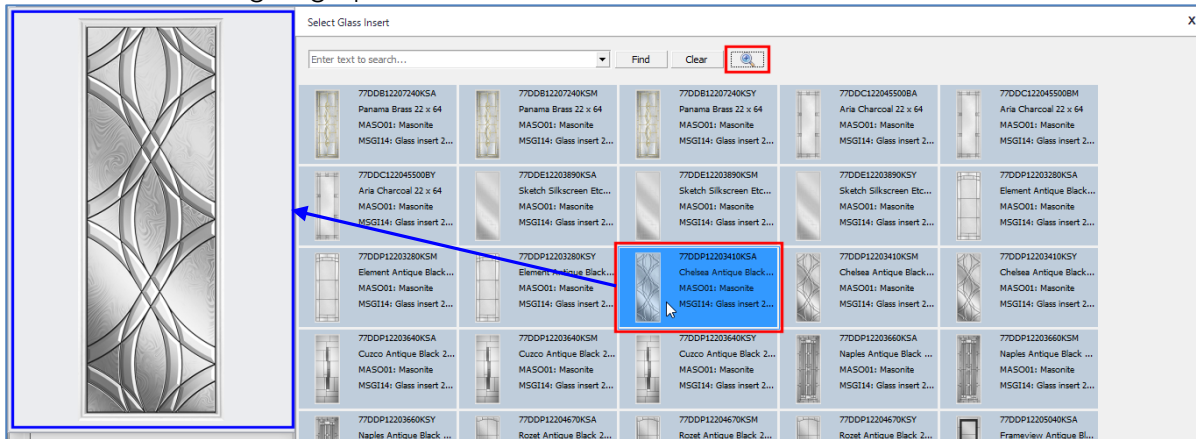 Select Glass Insert
x
Enter text to search...
Find
Clear
77DDB12207240KSA
Panama Brass 22 x 64
MASO01: Masonite
MSGI14: Glass insert 2...
77DDB12207240KSM
Panama Brass 22 x 64
MASO01: Masonite
MSGI14: Glass insert 2...
77DDB12207240KSY
Panama Brass 22 x 64
MASO01: Masonite
MSGI14: Glass insert 2...
77DDC122045500BA
Aria Charcoal 22 x 64
MASO01: Masonite
MSGI14: Glass insert 2...
77DDC122045500BM
Aria Charcoal 22 x 64
MASO01: Masonite
MSGI14: Glass insert 2...
77DDC122045500BY
Aria Charcoal 22 x 64
MASO01: Masonite
MSGI14: Glass insert 2...
77DDE12203890KSA
Sketch Silkscreen Etc...
MASO01: Masonite
MSGI14: Glass insert 2...
77DDE12203890KSM
Sketch Silkscreen Etc...
MASO01: Masonite
MSGI14: Glass insert 2...
77DDE12203890KSY
Sketch Silkscreen Etc...
MASO01: Masonite
MSGI14: Glass insert 2...
77DDP12203280KSA
Element Antique Black...
MASO01: Masonite
MSGI14: Glass insert 2...
77DDP12203280KSM
Element Antique Black...
MASO01: Masonite
MSGI14: Glass insert 2...
77DDP12203280KSY
Element Antique Black...
MASO01: Masonite
MSGI14: Glass insert 2...
77DDP12203410KSA
Chelsea Antique Black...
MASO01: Masonite
MSGI14: Glass insert 2...
77DDP12203410KSM
Chelsea Antique Black...
MASO01: Masonite
MSGI14: Glass insert 2...
77DDP12203410KSY
Chelsea Antique Black...
MASO01: Masonite
MSGI14: Glass insert 2...
77DDP12203640KSA
Cuzco Antique Black 2...
MASO01: Masonite
MSGI14: Glass insert 2...
77DDP12203640KSM
Cuzco Antique Black 2...
MASO01: Masonite
MSGI14: Glass insert 2...
77DDP12203640KSY
Cuzco Antique Black 2...
MASO01: Masonite
MSGI14: Glass insert 2...
77DDP12203660KSA
Naples Antique Black ...
MASO01: Masonite
MSGI14: Glass insert 2...
77DDP12203660KSM
Naples Antique Black ...
MASO01: Masonite
MSGI14: Glass insert 2...
77DDP12203660KSY
Naples Antique Black ...
77DDP12204670KSA
Rozet Antique Black 2...
77DDP12204670KSM
Rozet Antique Black 2...
77DDP12204670KSY
Rozet Antique Black 2...
77DDP12205040KSA
Frameview Antique Bl...